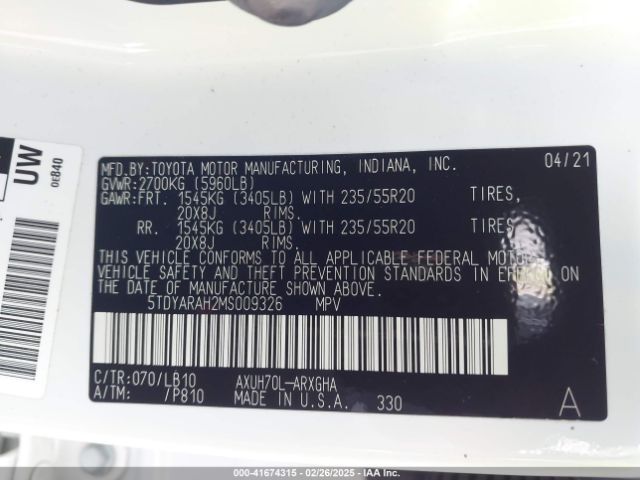 UW
0E840
MFD.BY:TOYOTA MOTOR MANUFACTURING, INDIANA, INC. 04/21
GVWR:2700KG (5960LB)
GAWR:FRT. 1545KG (3405LB) WITH 235/55R20 TIRES,
20X8J RIMS.
RR. 1545KG (3405LB) WITH 235/55R20 TIRES,
20X8J RIMS.
THIS VEHICLE CONFORMS TO ALL APPLICABLE FEDERAL MOTOR
VEHICLE SAFETY AND THEFT PREVENTION STANDARDS IN EFFECT ON
THE DATE OF MANUFACTURE SHOWN ABOVE.
5TDYARAH2MS009326 MPV
C/TR:070/LB10 AXUH70L-ARXGHA
A/TM: /P810 MADE IN U.S.A. 330 A
000-41674315 - 02/26/2025 - IAA Inc.